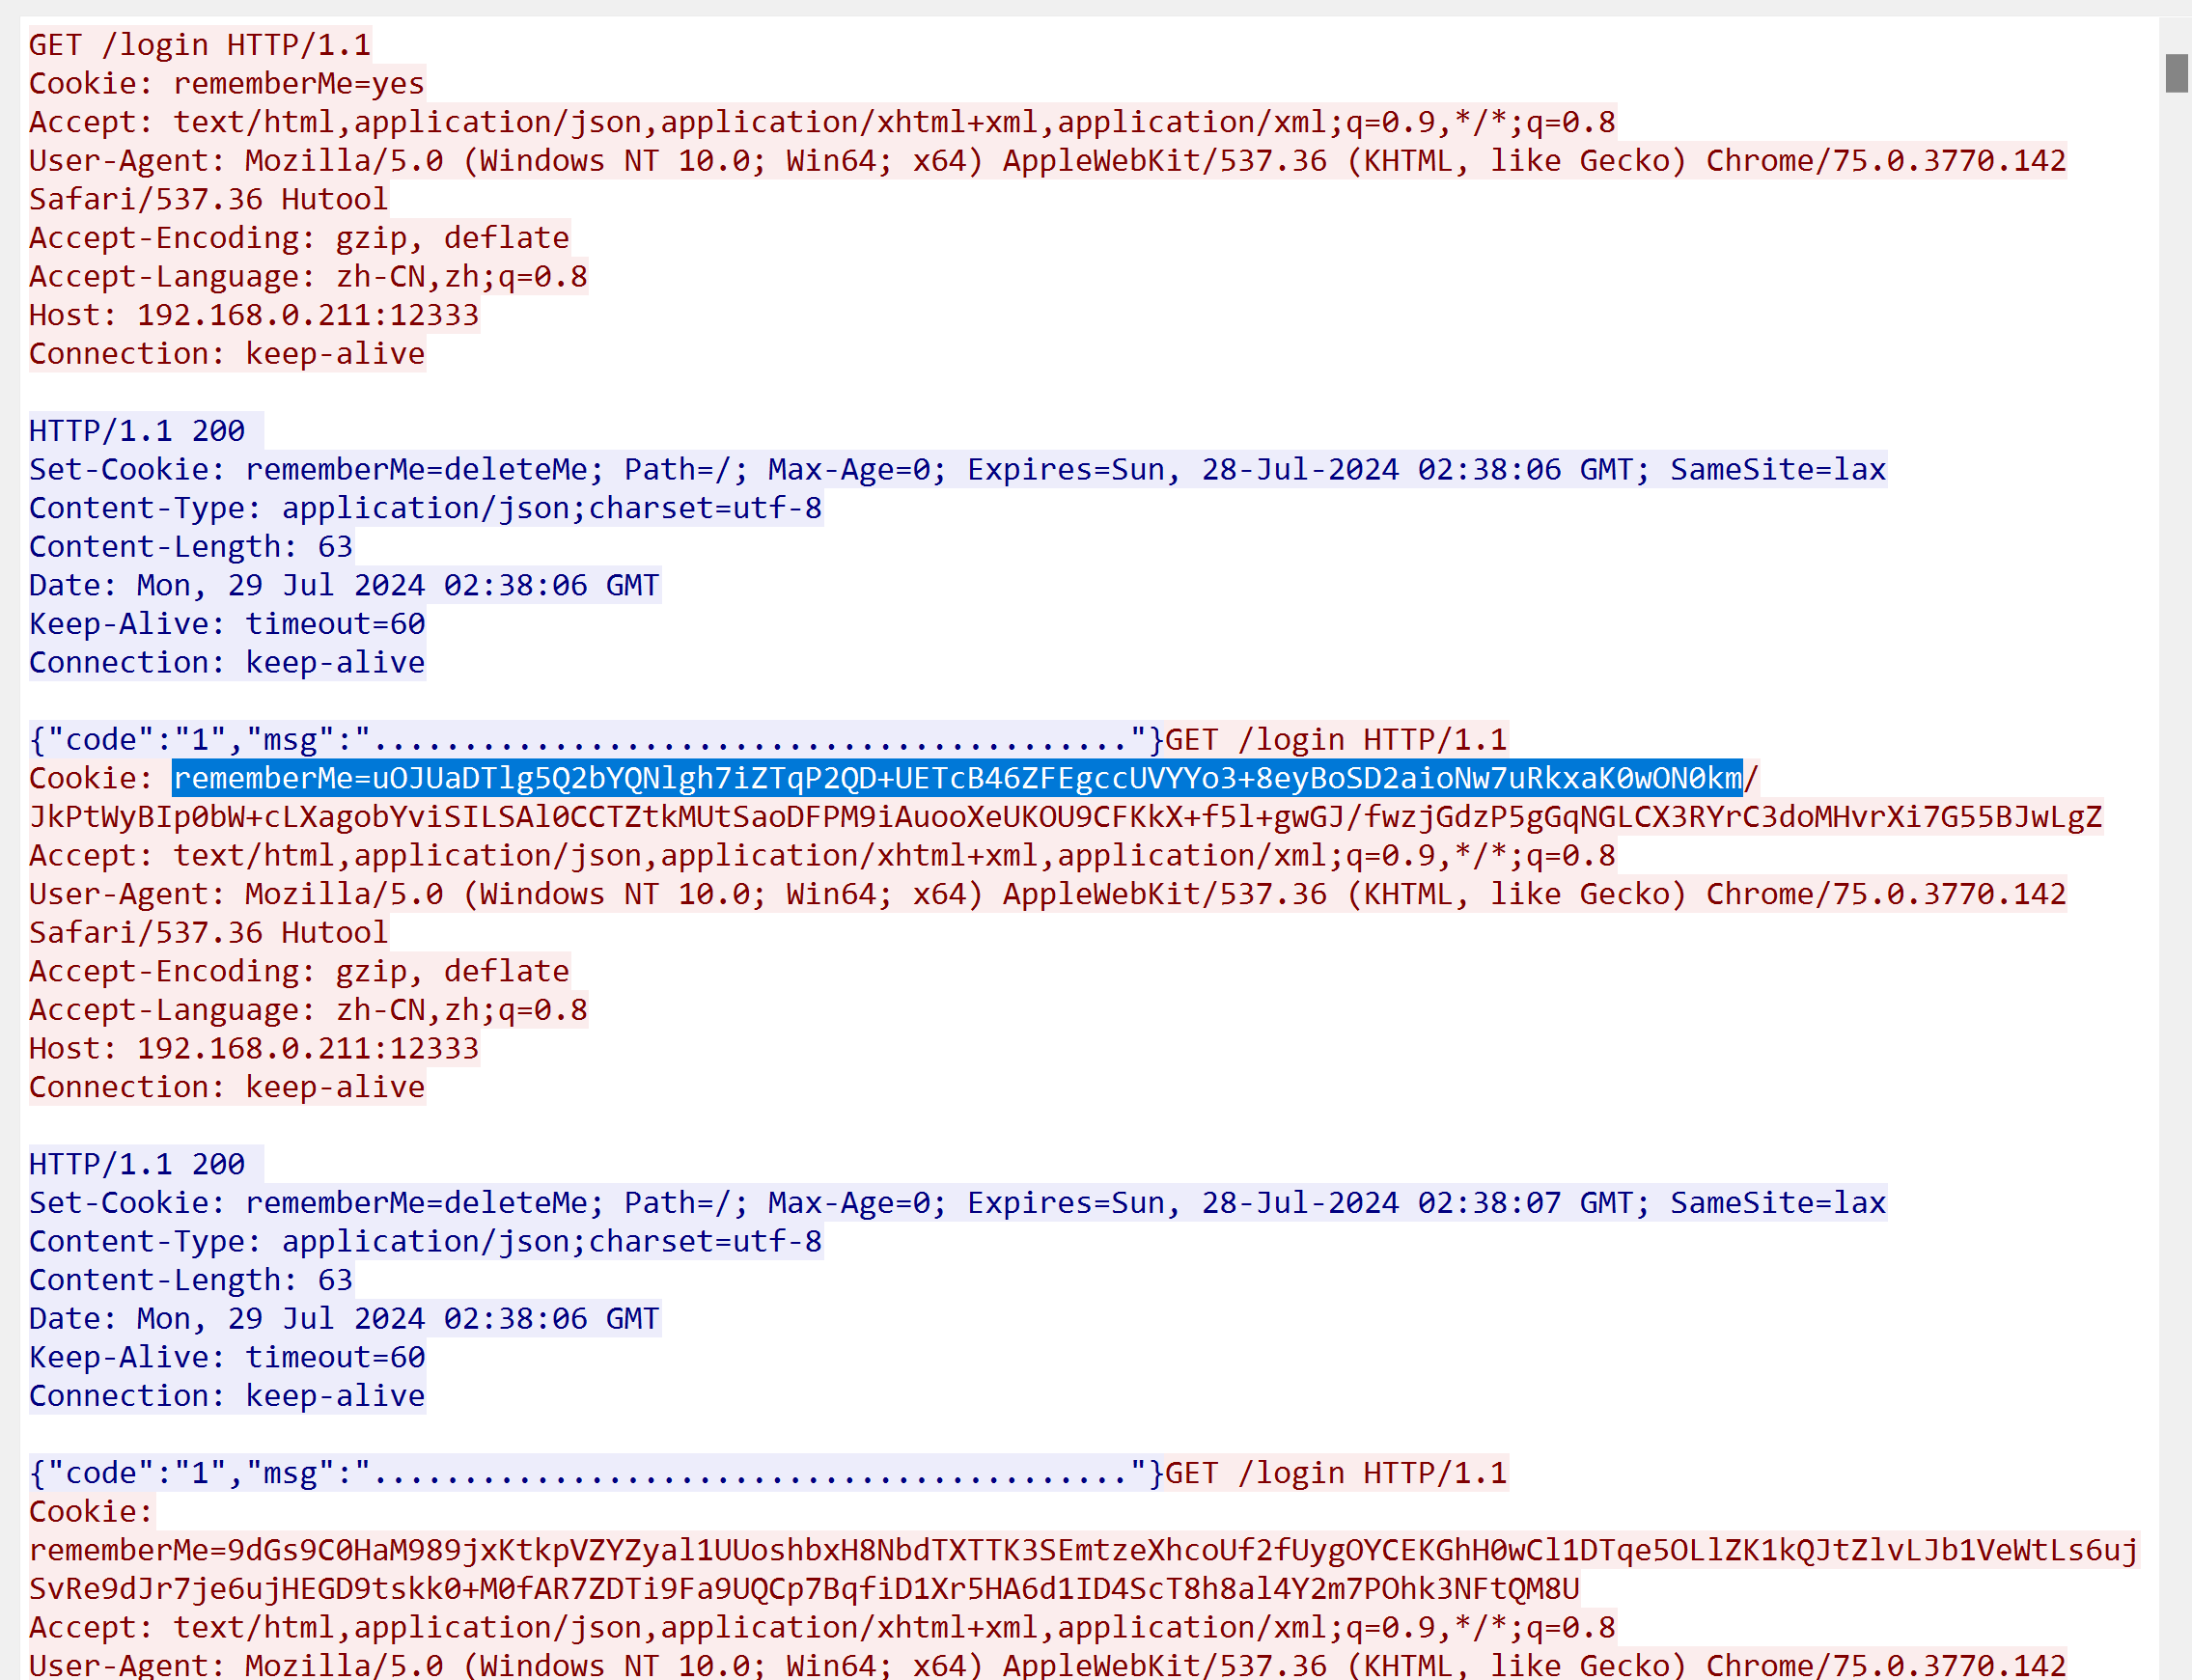 GET /login HTTP/1.1
Cookie: rememberMe=yes
Accept: text/html,application/json,application/xhtml+xml,application/xml;q=0.9,*/*;q=0.8
User-Agent: Mozilla/5.0 (Windows NT 10.0; Win64; x64) AppleWebKit/537.36 (KHTML, like Gecko) Chrome/75.0.3770.142
Safari/537.36 Hutool
Accept-Encoding: gzip, deflate
Accept-Language: zh-CN,zh;q=0.8
Host: 192.168.0.211:12333
Connection: keep-alive
HTTP/1.1 200
Set-Cookie: rememberMe=deleteMe; Path=/; Max-Age=0; Expires=Sun, 28-Jul-2024 02:38:06 GMT; SameSite=lax
Content-Type: application/json;charset=utf-8
Content-Length: 63
Date: Mon, 29 Jul 2024 02:38:06 GMT
Keep-Alive: timeout=60
Connection: keep-alive
{"code":"1","msg":".........................................."}GET /login HTTP/1.1
Cookie: rememberMe=uOJUaDTlg5Q2bYQNlgh7iZTqP2QD+UETcB46ZFEgccUVYYo3+8eyBoSD2aioNw7uRkxaK0wON0km/
JkPtWyBIp0bW+cLXagobYviSILSAl0CCTZtkMUtSaoDFPM9iAuooXeUKOU9CFKkX+f5l+gwGJ/fwzjGdzP5gGqNGLCX3RYrC3doMHvrXi7G55BJwLgZ
Accept: text/html,application/json,application/xhtml+xml,application/xml;q=0.9,*/*;q=0.8
User-Agent: Mozilla/5.0 (Windows NT 10.0; Win64; x64) AppleWebKit/537.36 (KHTML, like Gecko) Chrome/75.0.3770.142
Safari/537.36 Hutool
Accept-Encoding: gzip, deflate
Accept-Language: zh-CN,zh;q=0.8
Host: 192.168.0.211:12333
Connection: keep-alive
HTTP/1.1 200
Set-Cookie: rememberMe=deleteMe; Path=/; Max-Age=0; Expires=Sun, 28-Jul-2024 02:38:07 GMT; SameSite=lax
Content-Type: application/json;charset=utf-8
Content-Length: 63
Date: Mon, 29 Jul 2024 02:38:06 GMT
Keep-Alive: timeout=60
Connection: keep-alive
{"code":"1","msg":".........................................."}GET /login HTTP/1.1
Cookie:
rememberMe=9dGs9C0HaM989jxKtkpVZYZyal1UUoshbxH8NbdTXTTK3SEmtzeXhcoUf2fUygOYCEKGhH0wCl1DTqe5OLlZK1kQJtZlvLJb1VeWtLs6uj
SvRe9dJr7je6ujHEGD9tskk0+M0fAR7ZDTi9Fa9UQCp7BqfiD1Xr5HA6d1ID4ScT8h8al4Y2m7POhk3NFtQM8U
Accept: text/html,application/json,application/xhtml+xml,application/xml;q=0.9,*/*;q=0.8
User-Agent: Mozilla/5.0 (Windows NT 10.0; Win64; x64) AppleWebKit/537.36 (KHTML, like Gecko) Chrome/75.0.3770.142